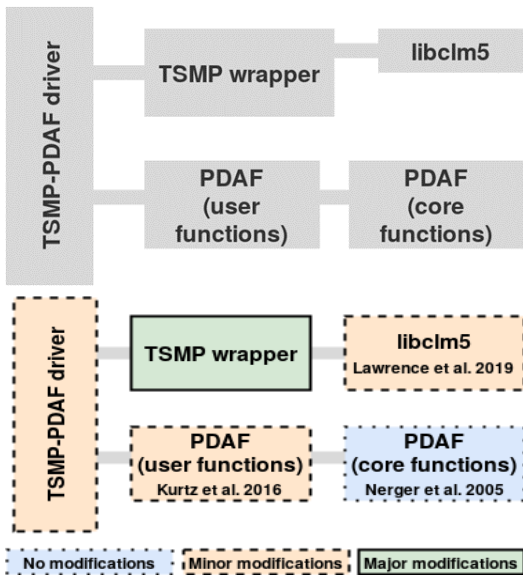 TSMP-PDAF driver
TSMP wrapper
libclm5
PDAF
(user
functions)
PDAF
(core
functions)
TSMP-PDAF driver
TSMP wrapper
libclm5
Lawrence et al. 2019
PDAF
(user functions)
Kurtz et al. 2016
PDAF
(core functions)
Nerger et al. 2005
No modifications
Minor modifications
Major modifications